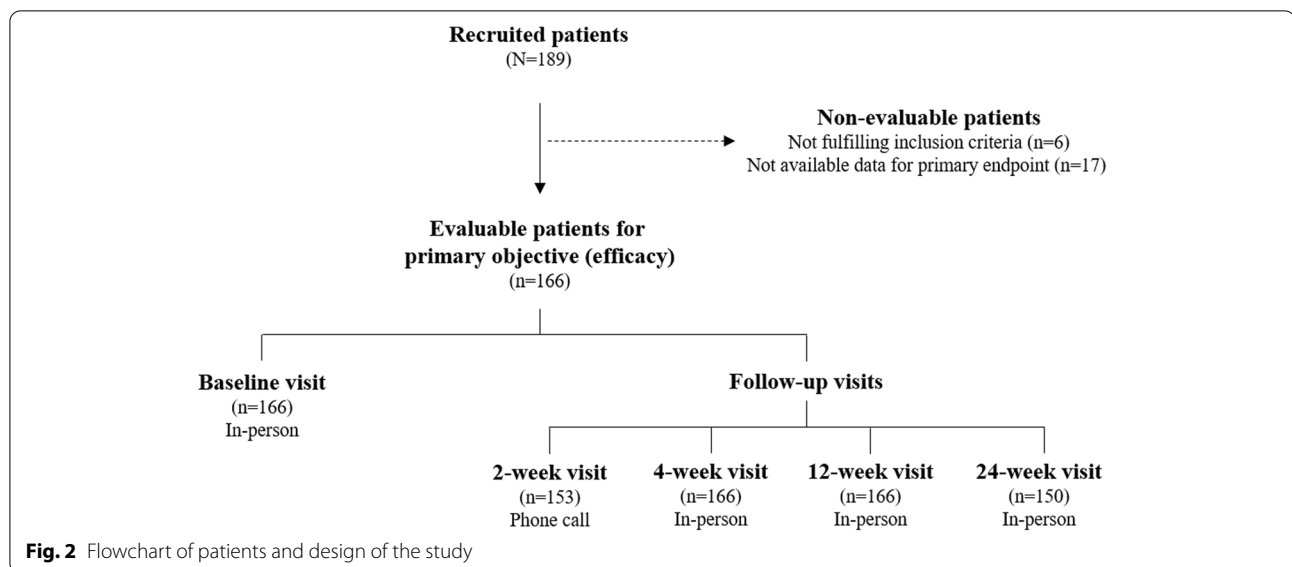 Recruited patients
(N=189)
Non-evaluable patients
Not fulfilling inclusion criteria (n=6)
Not available data for primary endpoint (n=17)
Evaluable patients for
primary objective (efficacy)
(n=166)
Baseline visit
(n=166)
In-person
Follow-up visits
2-week visit
(n=153)
Phone call
4-week visit
(n=166)
In-person
12-week visit
(n=166)
In-person
24-week visit
(n=150)
In-person
Fig. 2 Flowchart of patients and design of the study